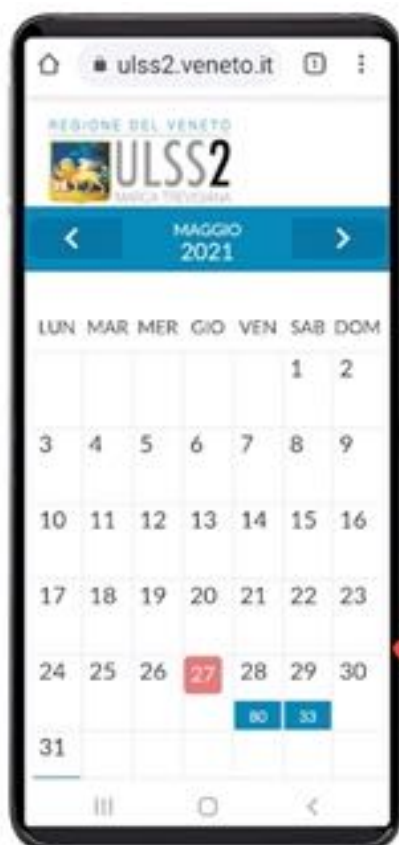 ulss2.veneto.it 1
REGIONE DEL VENETO
ULSS2
MARCA TREVIGIANA
MAGGIO
2021
LUN MAR MER GIO VEN SAB DOM
1 2
3 4 5 6 7 8 9
10 11 12 13 14 15 16
17 18 19 20 21 22 23
24 25 26 27 28 29 30
80 33
31